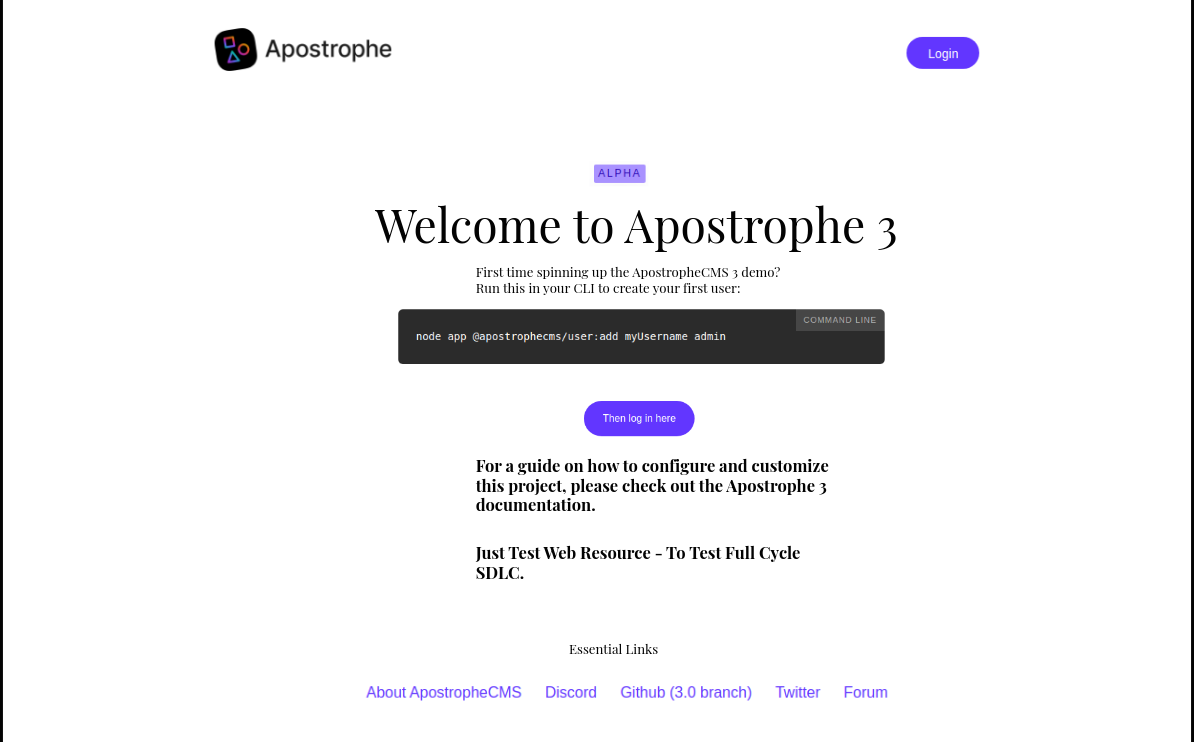 Apostrophe
Login
ALPHA
Welcome to Apostrophe 3
First time spinning up the ApostropheCMS 3 demo?
Run this in your CLI to create your first user:
COMMAND LINE
node app @apostrophecms/user:add myUsername admin
Then log in here
For a guide on how to configure and customize
this project, please check out the Apostrophe 3
documentation.
Just Test Web Resource - To Test Full Cycle
SDLC.
Essential Links
About ApostropheCMS Discord Github (3.0 branch) Twitter Forum